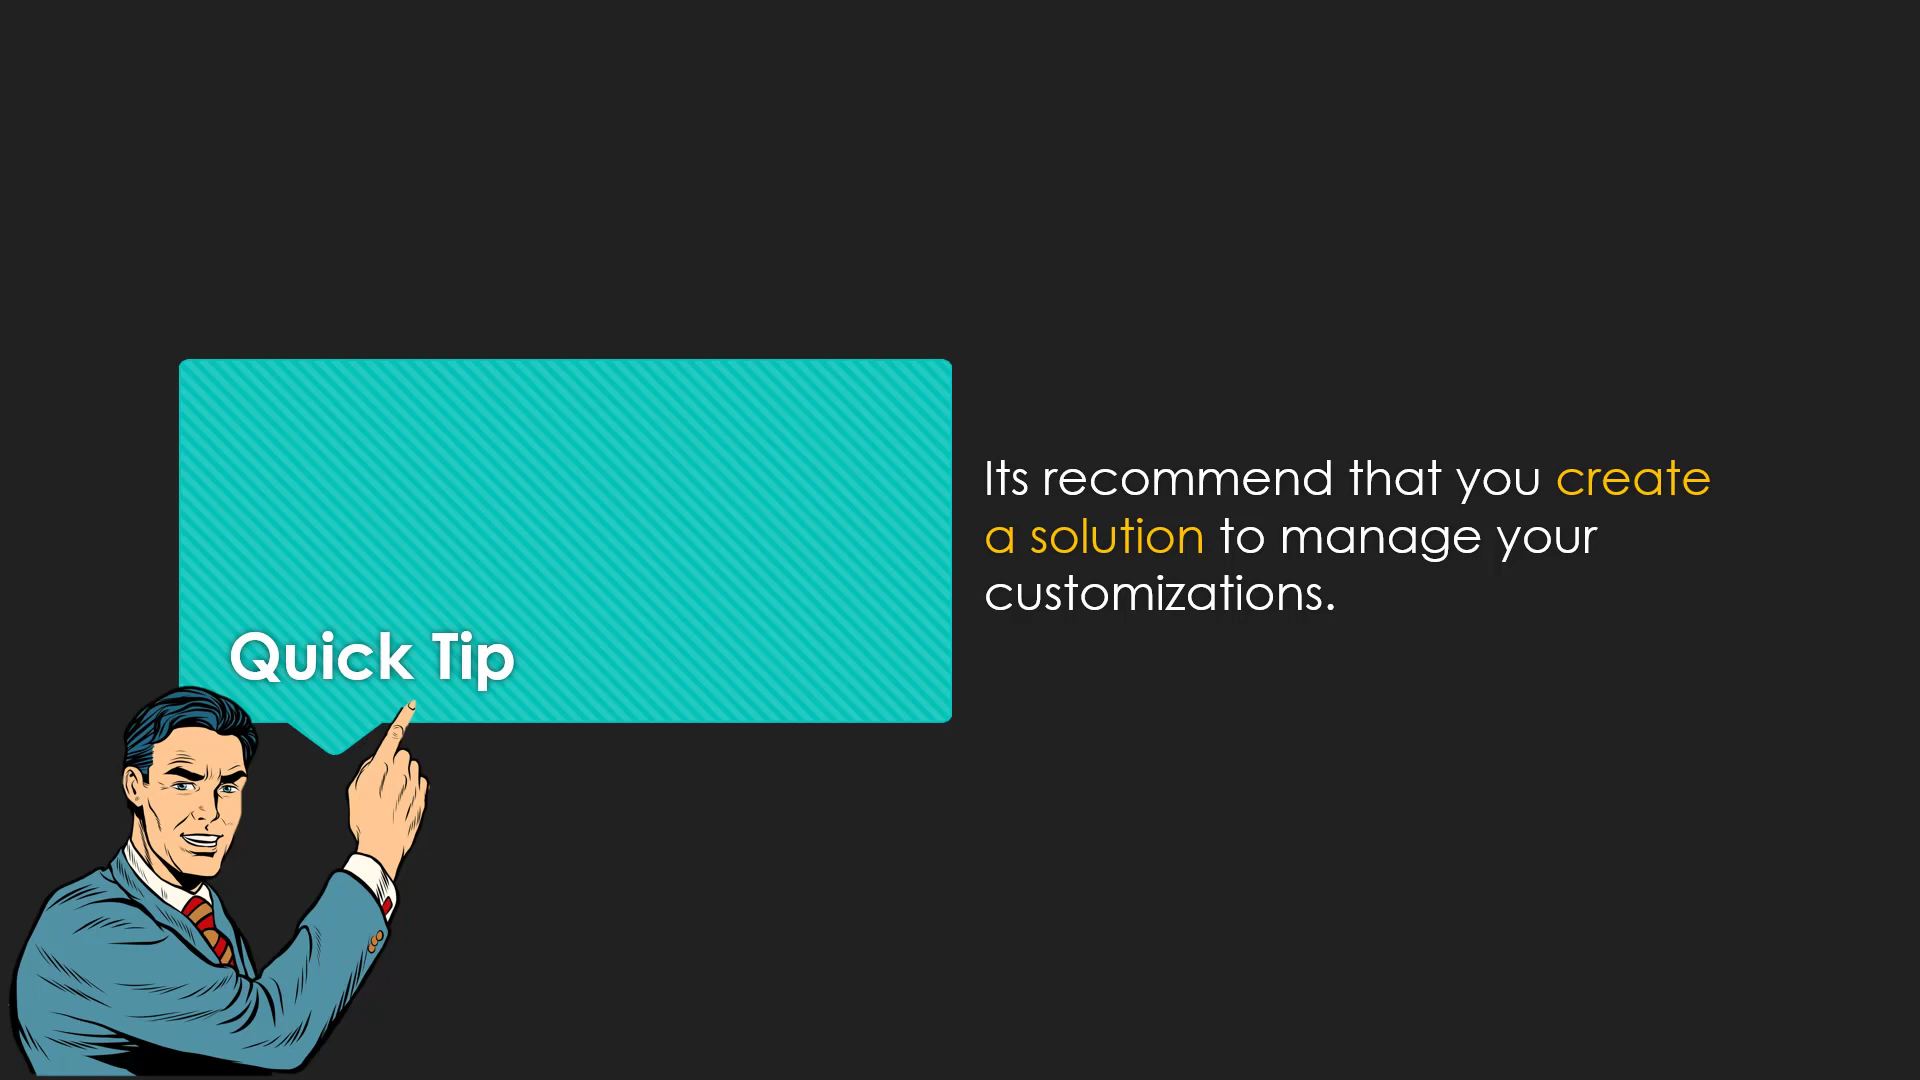 Quick Tip
Its recommend that you create
a solution to manage your
customizations.